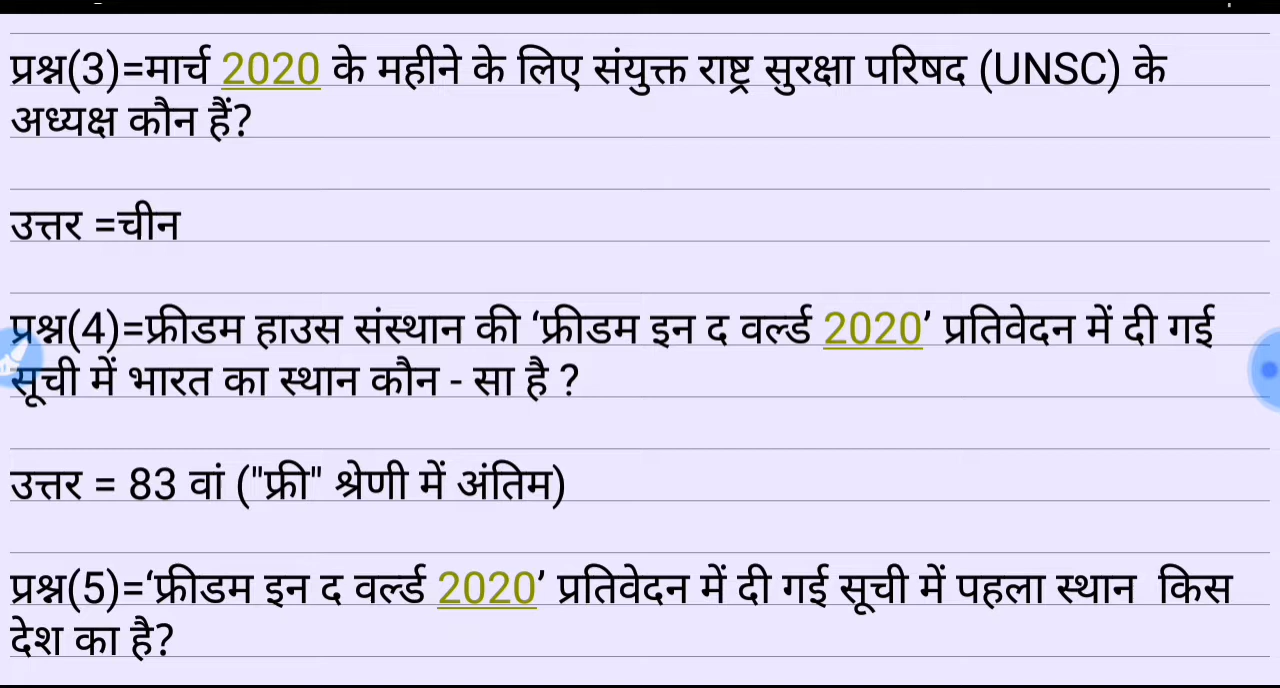 प्रश्न(3)=मार्च 2020 के महीने के लिए संयुक्त राष्ट्र सुरक्षा परिषद (UNSC) के
अध्यक्ष कौन हैं?
उत्तर =चीन
प्रश्न(4)=फ्रीडम हाउस संस्थान की ‘फ्रीडम इन द वर्ल्ड 2020’ प्रतिवेदन में दी गई
सूची में भारत का स्थान कौन - सा है ?
उत्तर = 83 वां ("फ्री" श्रेणी में अंतिम)
प्रश्न(5)=‘फ्रीडम इन द वर्ल्ड 2020’ प्रतिवेदन में दी गई सूची में पहला स्थान  किस
देश का है?